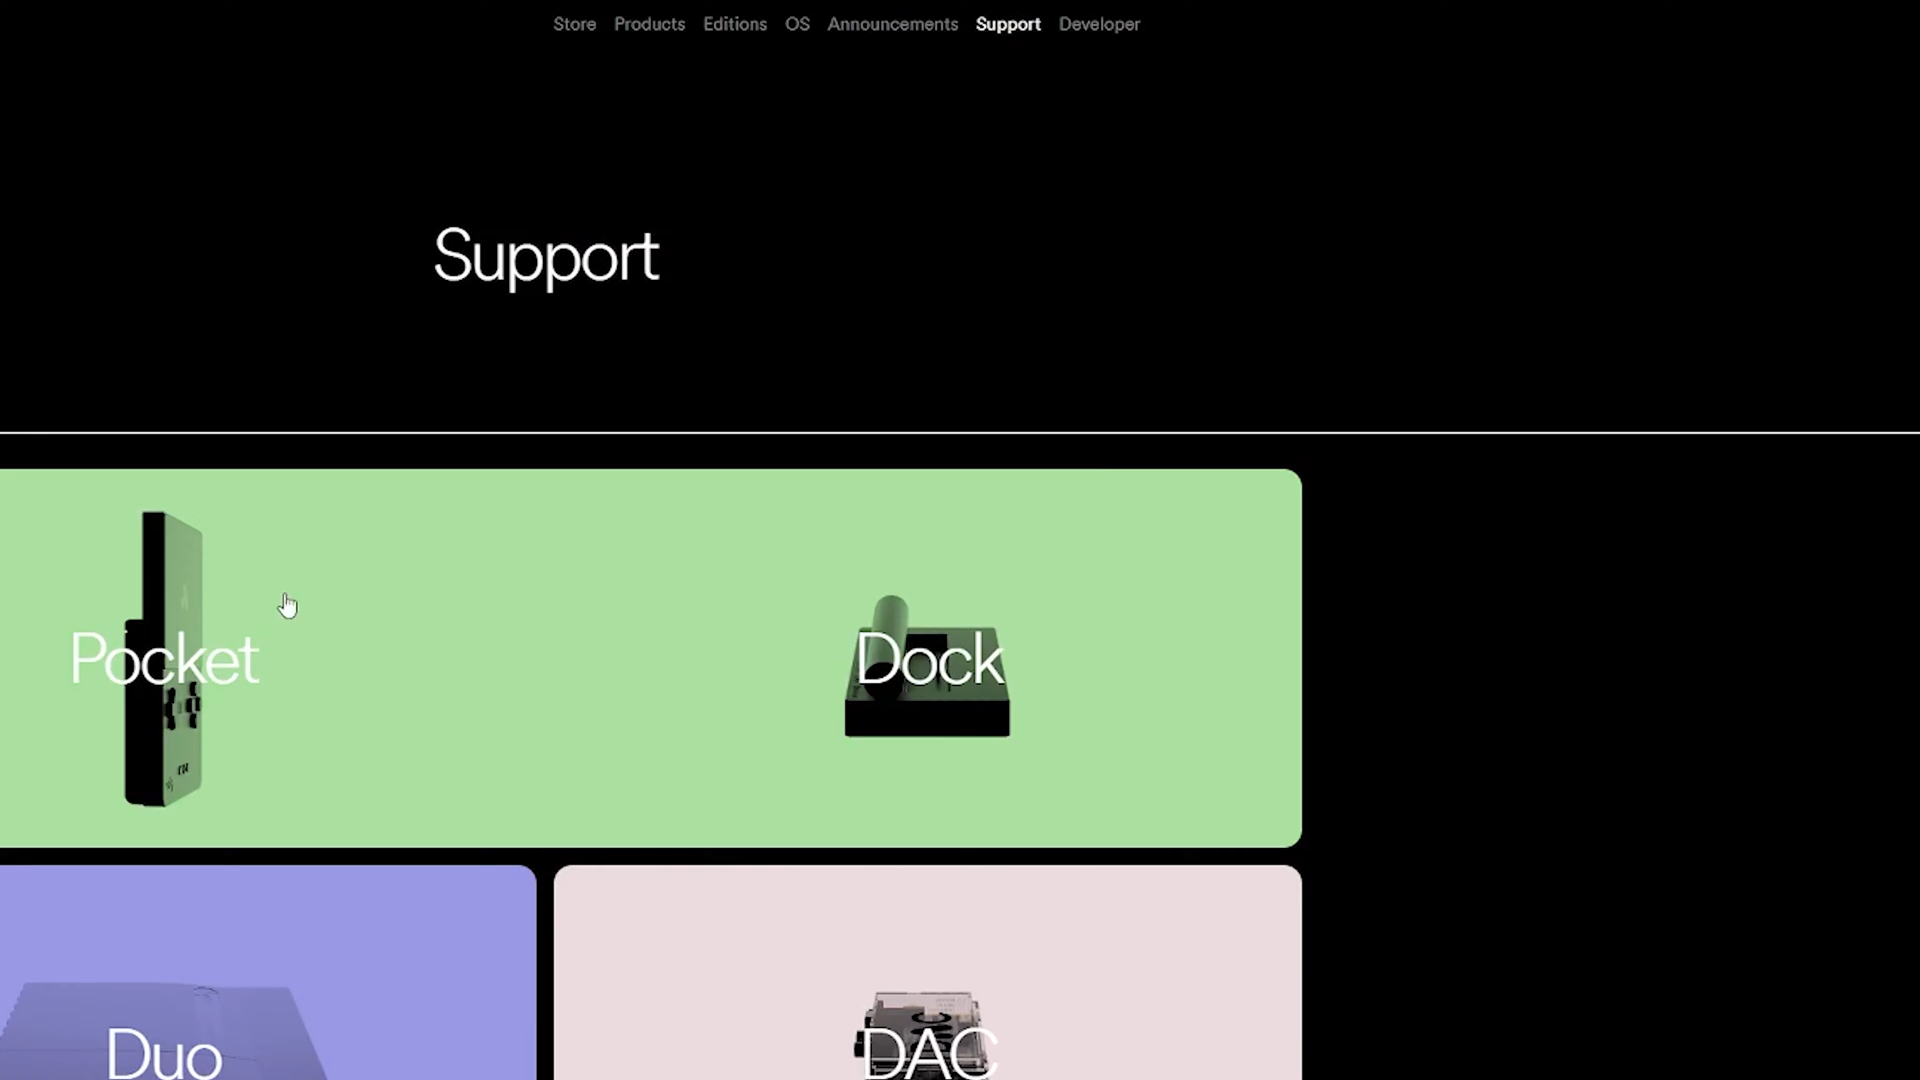 Store Products Editions OS Announcements Support Developer
Support
Pocket
Dock
Duo
DAC